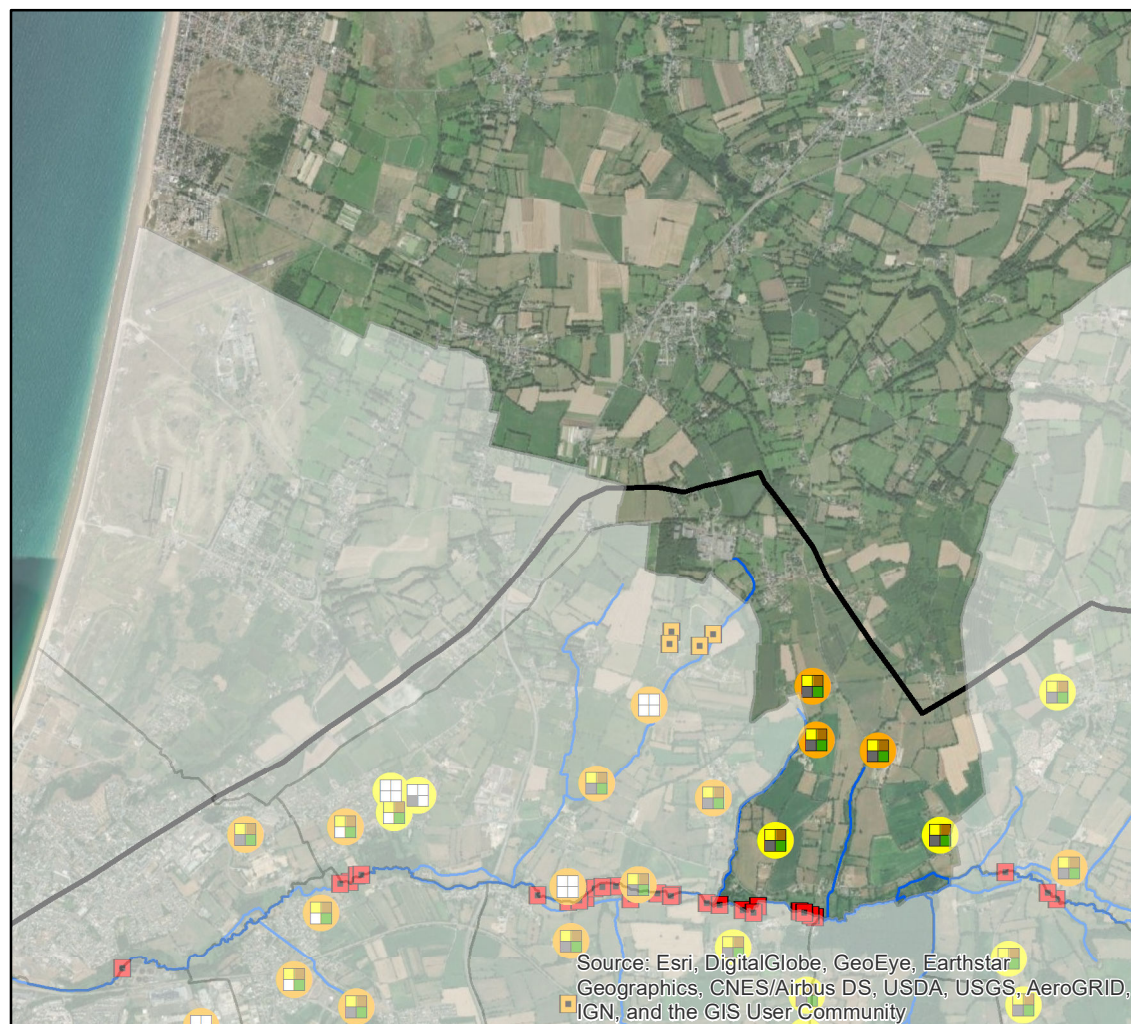 Source: Esri, DigitalGlobe, GeoEye, Earthstar
Geographics, CNES/Airbus DS, USDA, USGS, AeroGRID,
IGN, and the GIS User Community